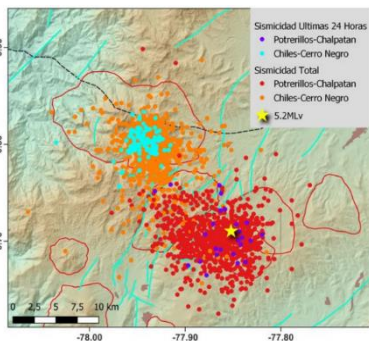 Sismicidad Ultimas 24 Horas
Potrerillos-Chalpatan
Chiles-Cerro Negro
Sismicidad Total
Potrerillos-Chalpatan
Chiles-Cerro Negro
5.2MLv
0 2,5 5 7,5 10 km
-78.00 -77.90 -77.80